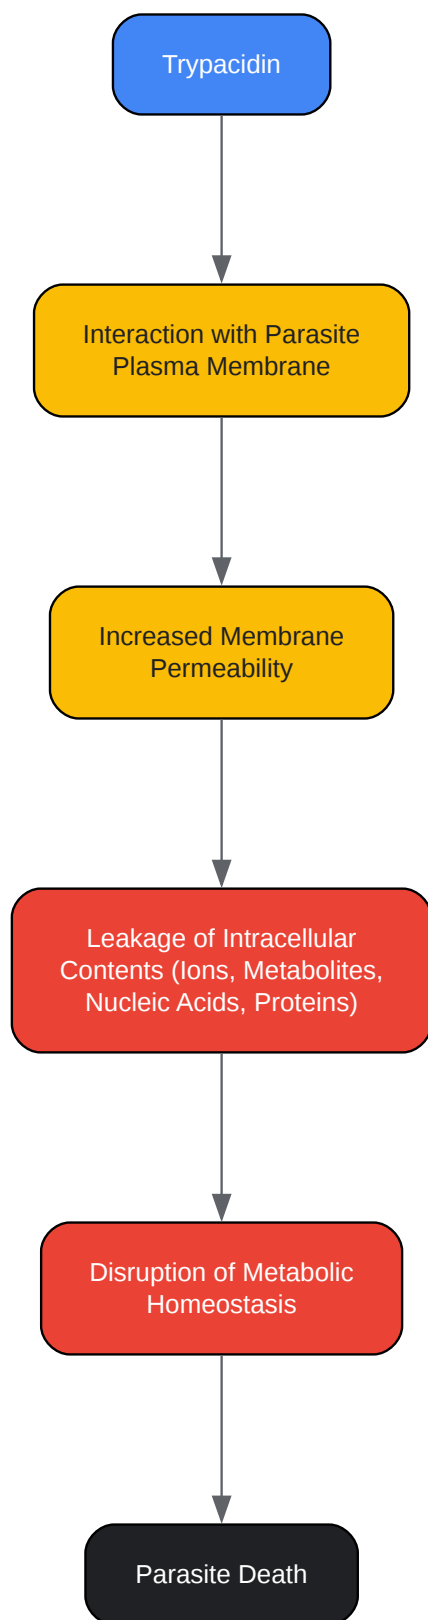 Trypacidin
Interaction with Parasite
Plasma Membrane
Increased Membrane
Permeability
Leakage of Intracellular
Contents (Ions, Metabolites,
Nucleic Acids, Proteins)
Disruption of Metabolic
Homeostasis
Parasite Death